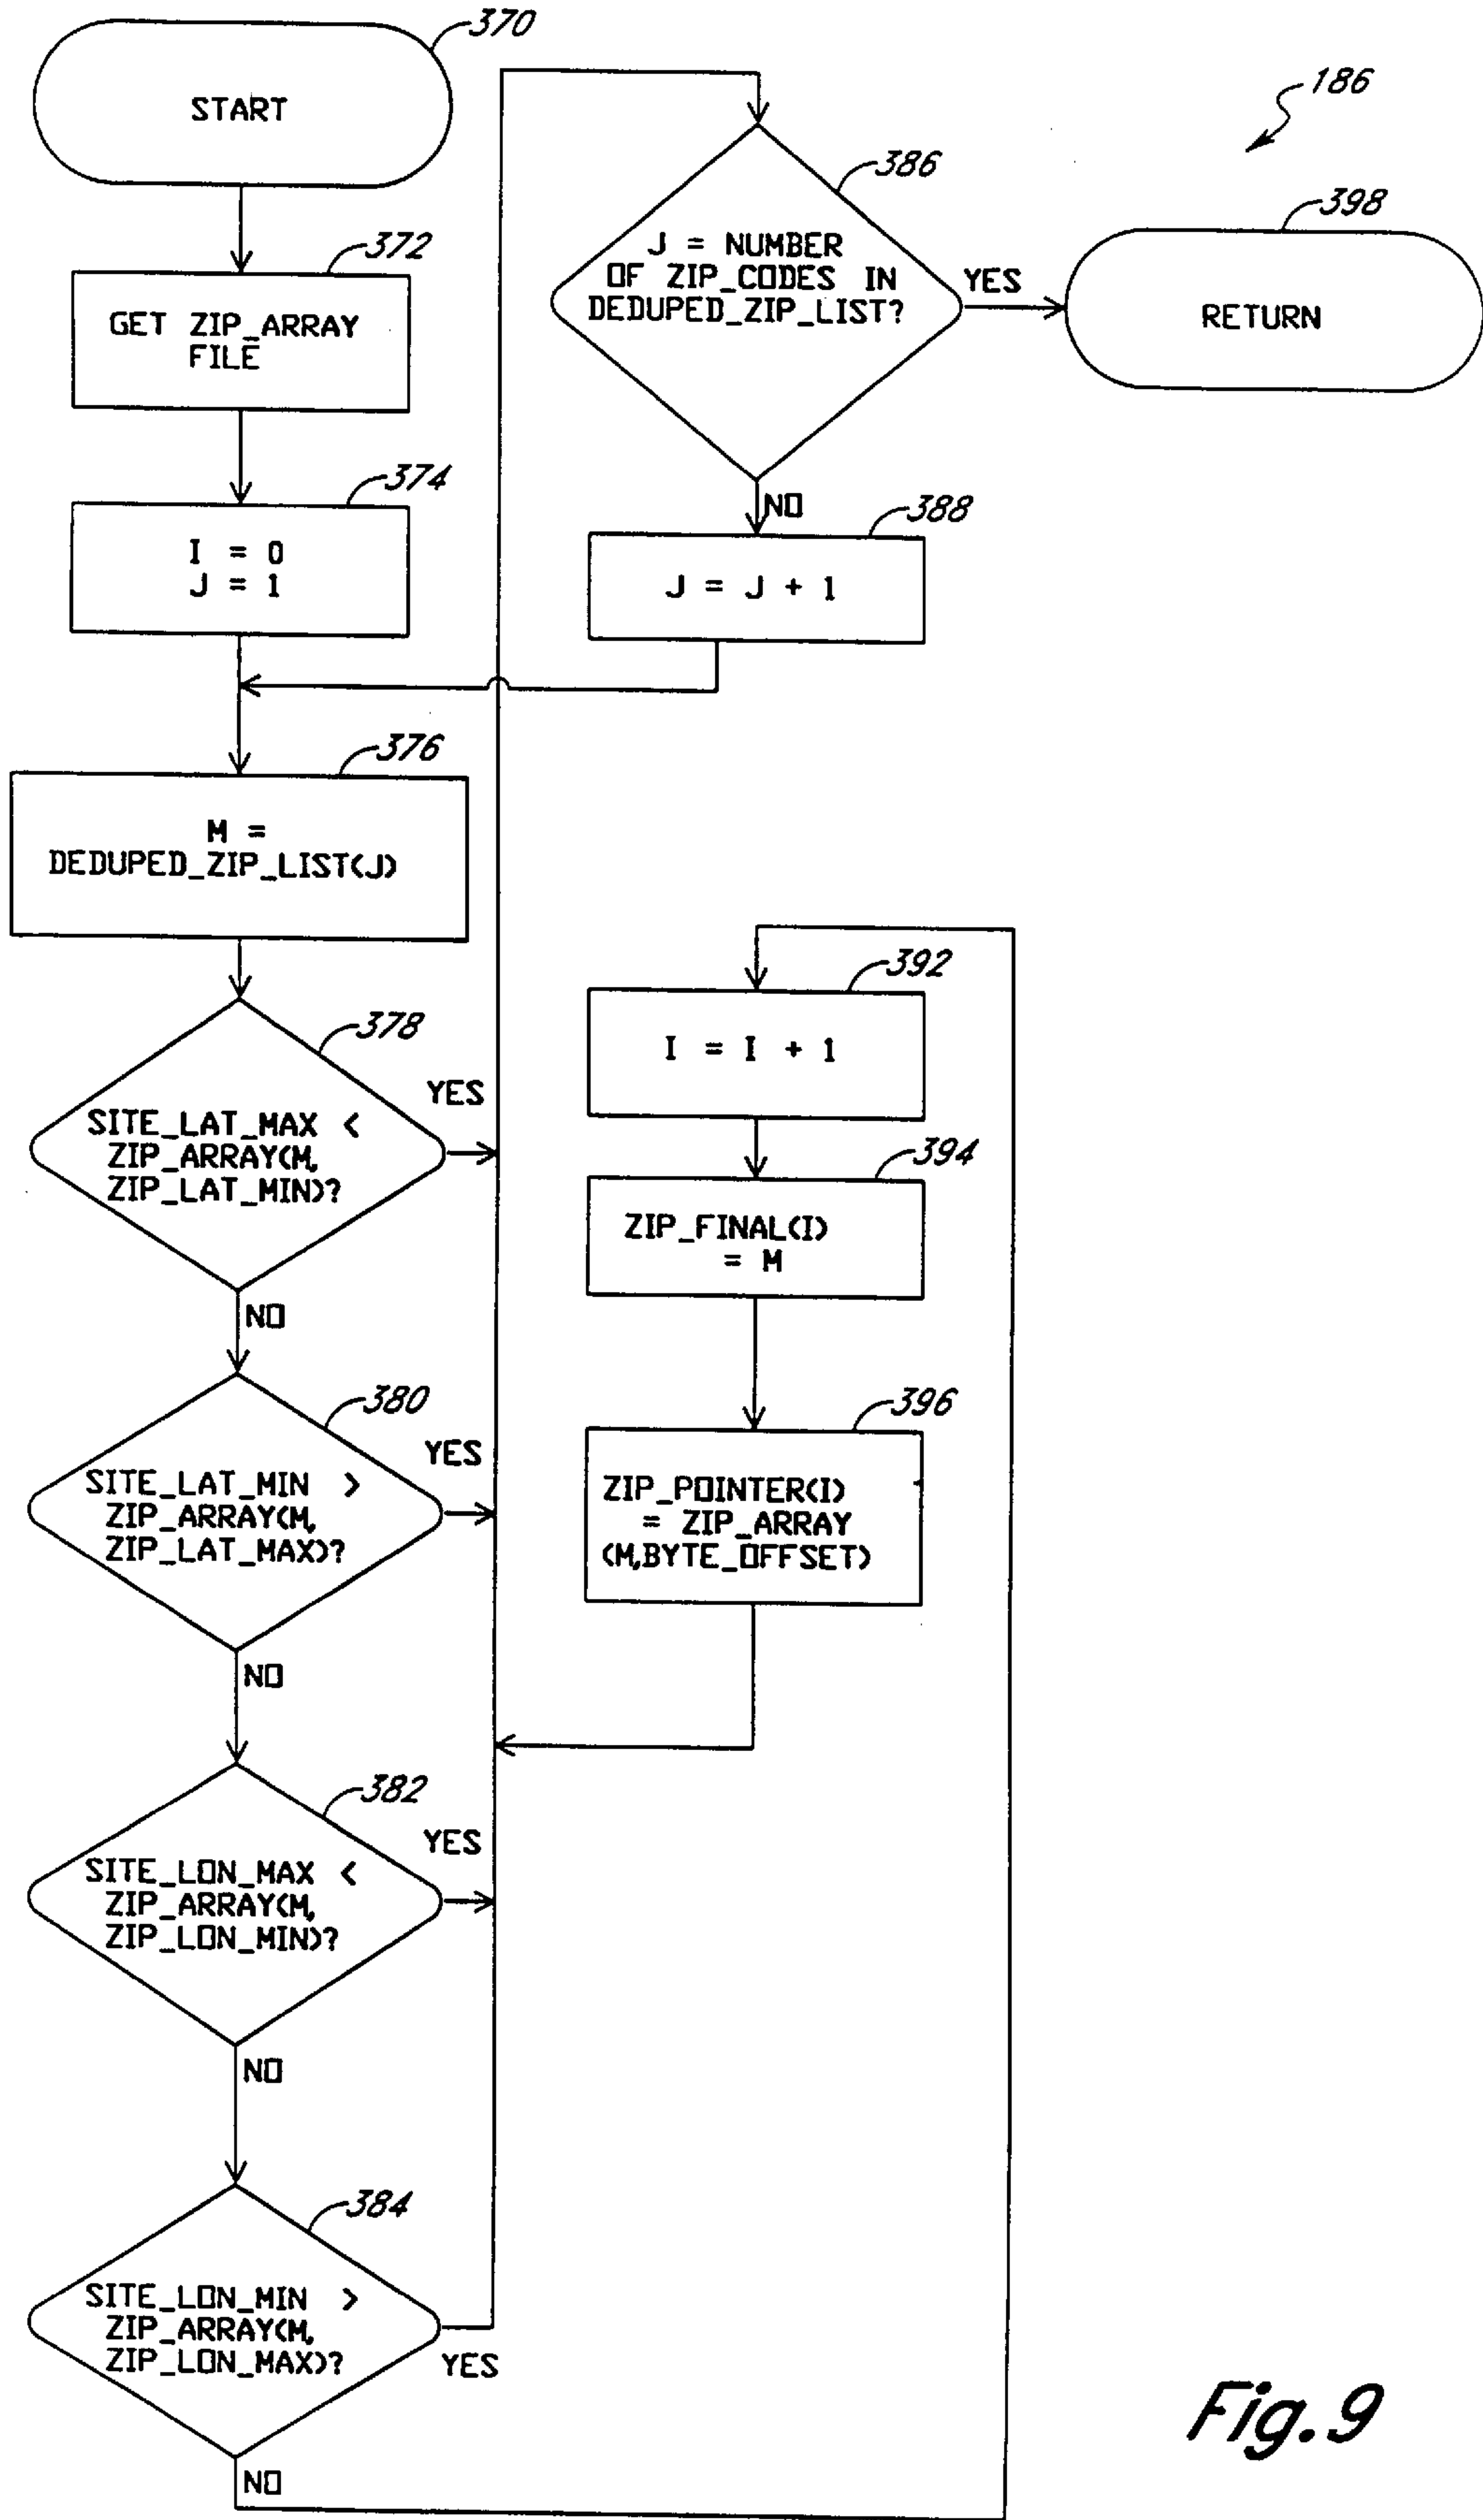 370
START
372
GET ZIP_ARRAY
FILE
374
I = 0
J = 1
376
M =
DEDUPED_ZIP_LIST(J)
378
SITE_LAT_MAX <
ZIP_ARRAY(M,
ZIP_LAT_MIN)?
YES
NO
380
SITE_LAT_MIN >
ZIP_ARRAY(M,
ZIP_LAT_MAX)?
YES
NO
382
SITE_LON_MAX <
ZIP_ARRAY(M,
ZIP_LON_MIN)?
YES
NO
384
SITE_LON_MIN >
ZIP_ARRAY(M,
ZIP_LON_MAX)?
YES
NO
386
J = NUMBER
OF ZIP_CODES IN
DEDUPED_ZIP_LIST?
YES
NO
388
J = J + 1
392
I = I + 1
394
ZIP_FINAL(I)
= M
396
ZIP_POINTER(I)
= ZIP_ARRAY
(M,BYTE_OFFSET)
186
398
RETURN
Fig. 9